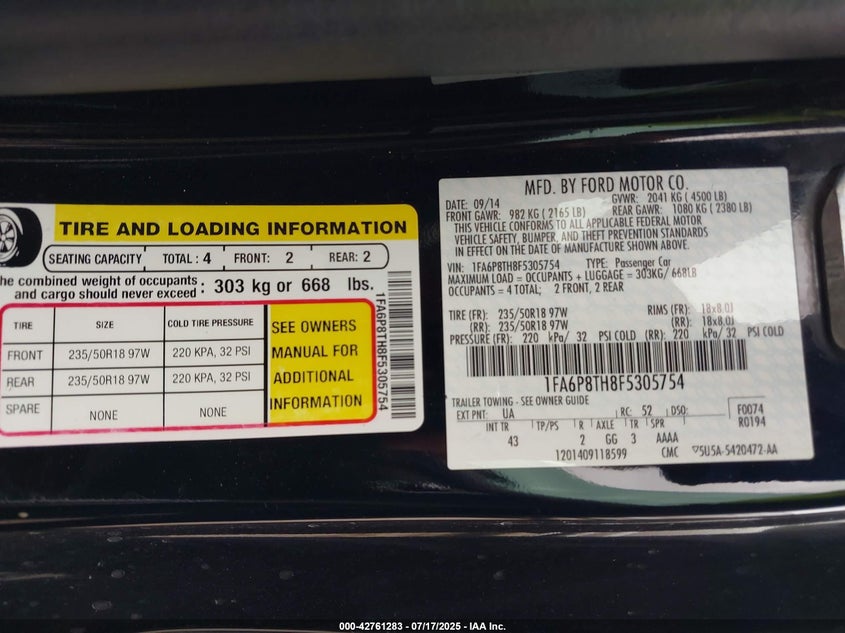 TIRE AND LOADING INFORMATION
SEATING CAPACITY TOTAL : 4 FRONT: 2 REAR: 2
he combined weight of occupants and cargo should never exceed : 303 kg or 668 lbs.
TIRE SIZE COLD TIRE PRESSURE
FRONT 235/50R18 97W 220 KPA, 32 PSI
REAR 235/50R18 97W 220 KPA, 32 PSI
SPARE NONE NONE
SEE OWNERS
MANUAL FOR
ADDITIONAL
INFORMATION
1FA6P8TH8F5305754
MFD. BY FORD MOTOR CO.
DATE: 09/14 GVWR: 2041 KG ( 4500 LB)
FRONT GAWR: 982 KG ( 2165 LB) REAR GAWR: 1080 KG ( 2380 LB)
THIS VEHICLE CONFORMS TO ALL APPLICABLE FEDERAL MOTOR
VEHICLE SAFETY, BUMPER, AND THEFT PREVENTION STANDARDS
IN EFFECT ON THE DATE OF MANUFACTURE SHOWN ABOVE.
VIN: 1FA6P8TH8F5305754 TYPE: Passenger Car
MAXIMUM LOAD = OCCUPANTS + LUGGAGE = 303KG/ 668LB
OCCUPANTS = 4 TOTAL; 2 FRONT, 2 REAR
TIRE (FR): 235/50R 97W RIMS (FR): 18x8.0J
(RR): 235/50R18 97W (RR): 18x8.0J
PRESSURE (FR): 220 kPa/ 32 PSI COLD (RR): 220 kPa/ 32 PSI COLD
1FA6P8TH8F5305754
TRAILER TOWING - SEE OWNER GUIDE
EXT PNT: UA RC: 52 DSO: F0074
R0194
INT TR TP/PS R AXLE TR SPR
43 2 GG 3 AAAA
1201409118599 CMC 5U5A-5420472-AA
000-42761283 - 07/17/2025 - IAA Inc.